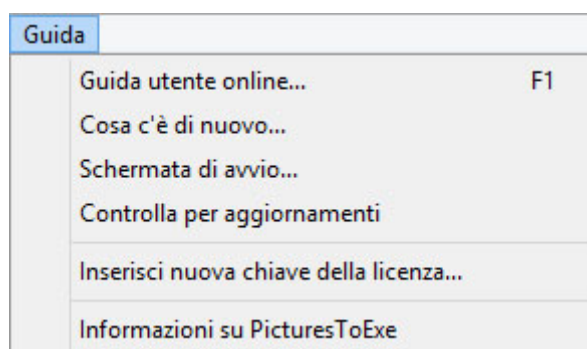 Guida
Guida utente online... F1
Cosa c'è di nuovo...
Schermata di avvio...
Controlla per aggiornamenti
Inserisci nuova chiave della licenza...
Informazioni su PicturesToExe